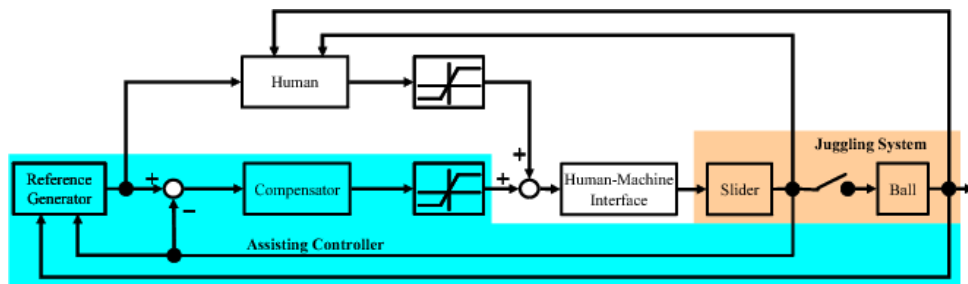 Human
+
Juggling System
Reference
Generator
+
−
Compensator
+
Human-Machine
Interface
Slider
Ball
Assisting Controller